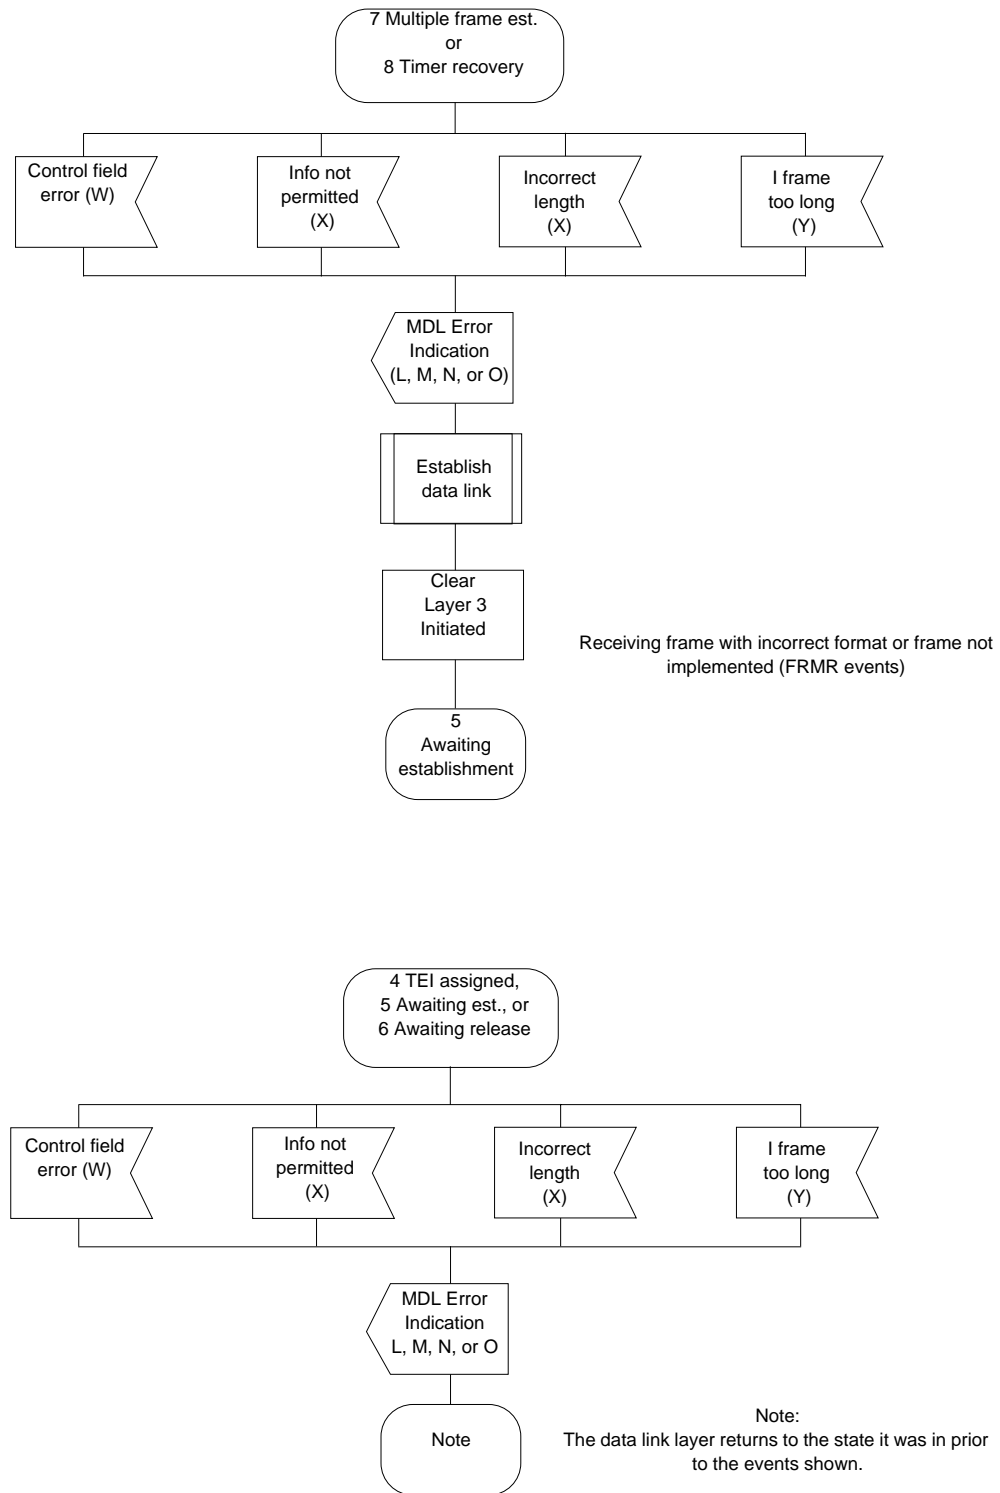 7 Multiple frame est.
or
8 Timer recovery
Control field
error (W)
Info not
permitted
(X)
Incorrect
length
(X)
I frame
too long
(Y)
MDL Error
Indication
(L, M, N, or O)
Establish
data link
Clear
Layer 3
Initiated
Receiving frame with incorrect format or frame not
implemented (FRMR events)
5
Awaiting
establishment
4 TEI assigned,
5 Awaiting est., or
6 Awaiting release
Control field
error (W)
Info not
permitted
(X)
Incorrect
length
(X)
I frame
too long
(Y)
MDL Error
Indication
L, M, N, or O
Note
Note:
The data link layer returns to the state it was in prior
to the events shown.